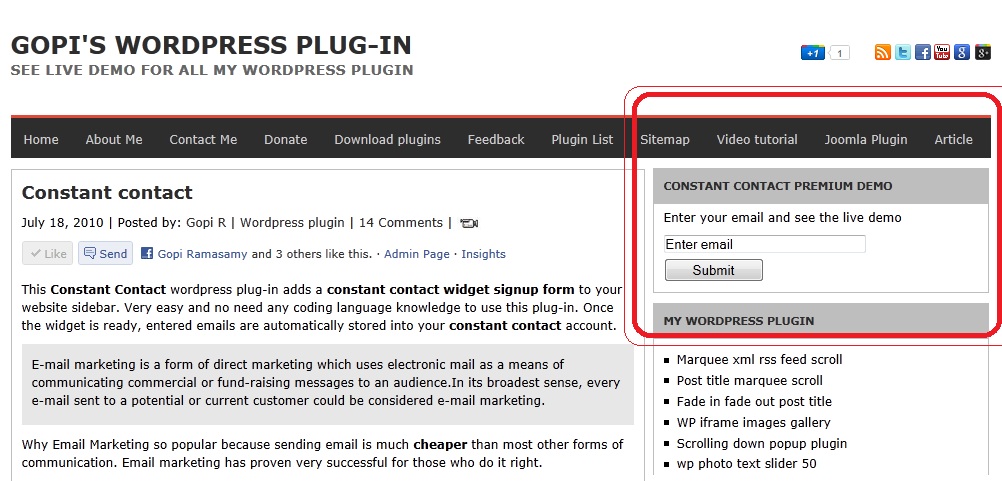 GOPI'S WORDPRESS PLUG-IN
SEE LIVE DEMO FOR ALL MY WORDPRESS PLUGIN
+1 1
You Tube g g+
Home About Me Contact Me Donate Download plugins Feedback Plugin List Sitemap Video tutorial Joomla Plugin Article
Constant contact
July 18, 2010 | Posted by: Gopi R | Wordpress plugin | 14 Comments |
Like Send Gopi Ramasamy and 3 others like this. · Admin Page · Insights
This Constant Contact wordpress plug-in adds a constant contact widget signup form to your
website sidebar. Very easy and no need any coding language knowledge to use this plug-in. Once
the widget is ready, entered emails are automatically stored into your constant contact account.
E-mail marketing is a form of direct marketing which uses electronic mail as a means of
communicating commercial or fund-raising messages to an audience.In its broadest sense, every
e-mail sent to a potential or current customer could be considered e-mail marketing.
Why Email Marketing so popular because sending email is much cheaper than most other forms of
communication. Email marketing has proven very successful for those who do it right.
CONSTANT CONTACT PREMIUM DEMO
Enter your email and see the live demo
Enter email
Submit
MY WORDPRESS PLUGIN
Marquee xml rss feed scroll
Post title marquee scroll
Fade in fade out post title
WP iframe images gallery
Scrolling down popup plugin
wp photo text slider 50